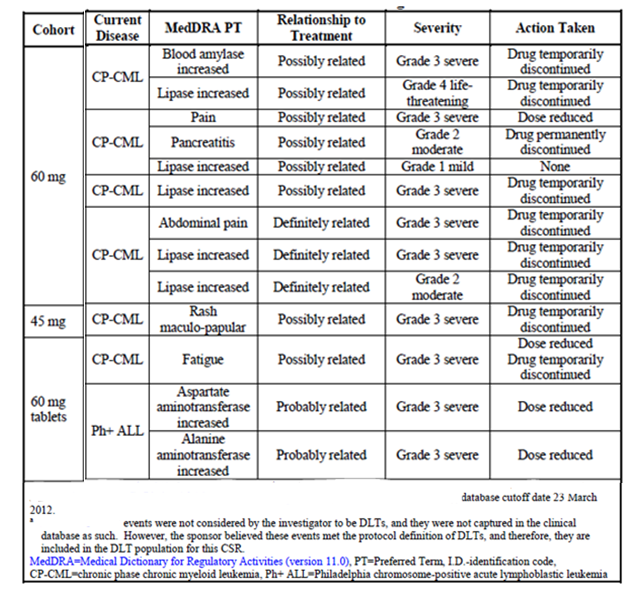 Cohort Current Disease MedDRA PT Relationship to Treatment Severity Action Taken
60 mg CP-CML Blood amylase increased Possibly related Grade 3 severe Drug temporarily discontinued
Lipase increased Possibly related Grade 4 life-threatening Drug temporarily discontinued
CP-CML Pain Possibly related Grade 3 severe Dose reduced
Pancreatitis Possibly related Grade 2 moderate Drug permanently discontinued
Lipase increased Possibly related Grade 1 mild None
CP-CML Lipase increased Possibly related Grade 3 severe Drug temporarily discontinued
CP-CML Abdominal pain Definitely related Grade 3 severe Drug temporarily discontinued
Lipase increased Definitely related Grade 3 severe Drug temporarily discontinued
Lipase increased Definitely related Grade 2 moderate Drug temporarily discontinued
45 mg CP-CML Rash maculo-papular Possibly related Grade 3 severe Drug temporarily discontinued
60 mg tablets CP-CML Fatigue Possibly related Grade 3 severe Dose reduced Drug temporarily discontinued
Ph+ ALL Aspartate aminotransferase increased Probably related Grade 3 severe Dose reduced
Alanine aminotransferase increased Probably related Grade 3 severe Dose reduced
database cutoff date 23 March
2012.
a events were not considered by the investigator to be DLTs, and they were not captured in the clinical
database as such. However, the sponsor believed these events met the protocol definition of DLTs, and therefore, they are
included in the DLT population for this CSR.
MedDRA=Medical Dictionary for Regulatory Activities (version 11.0), PT=Preferred Term, I.D.-identification code,
CP-CML=chronic phase chronic myeloid leukemia, Ph+ ALL=Philadelphia chromosome-positive acute lymphoblastic leukemia